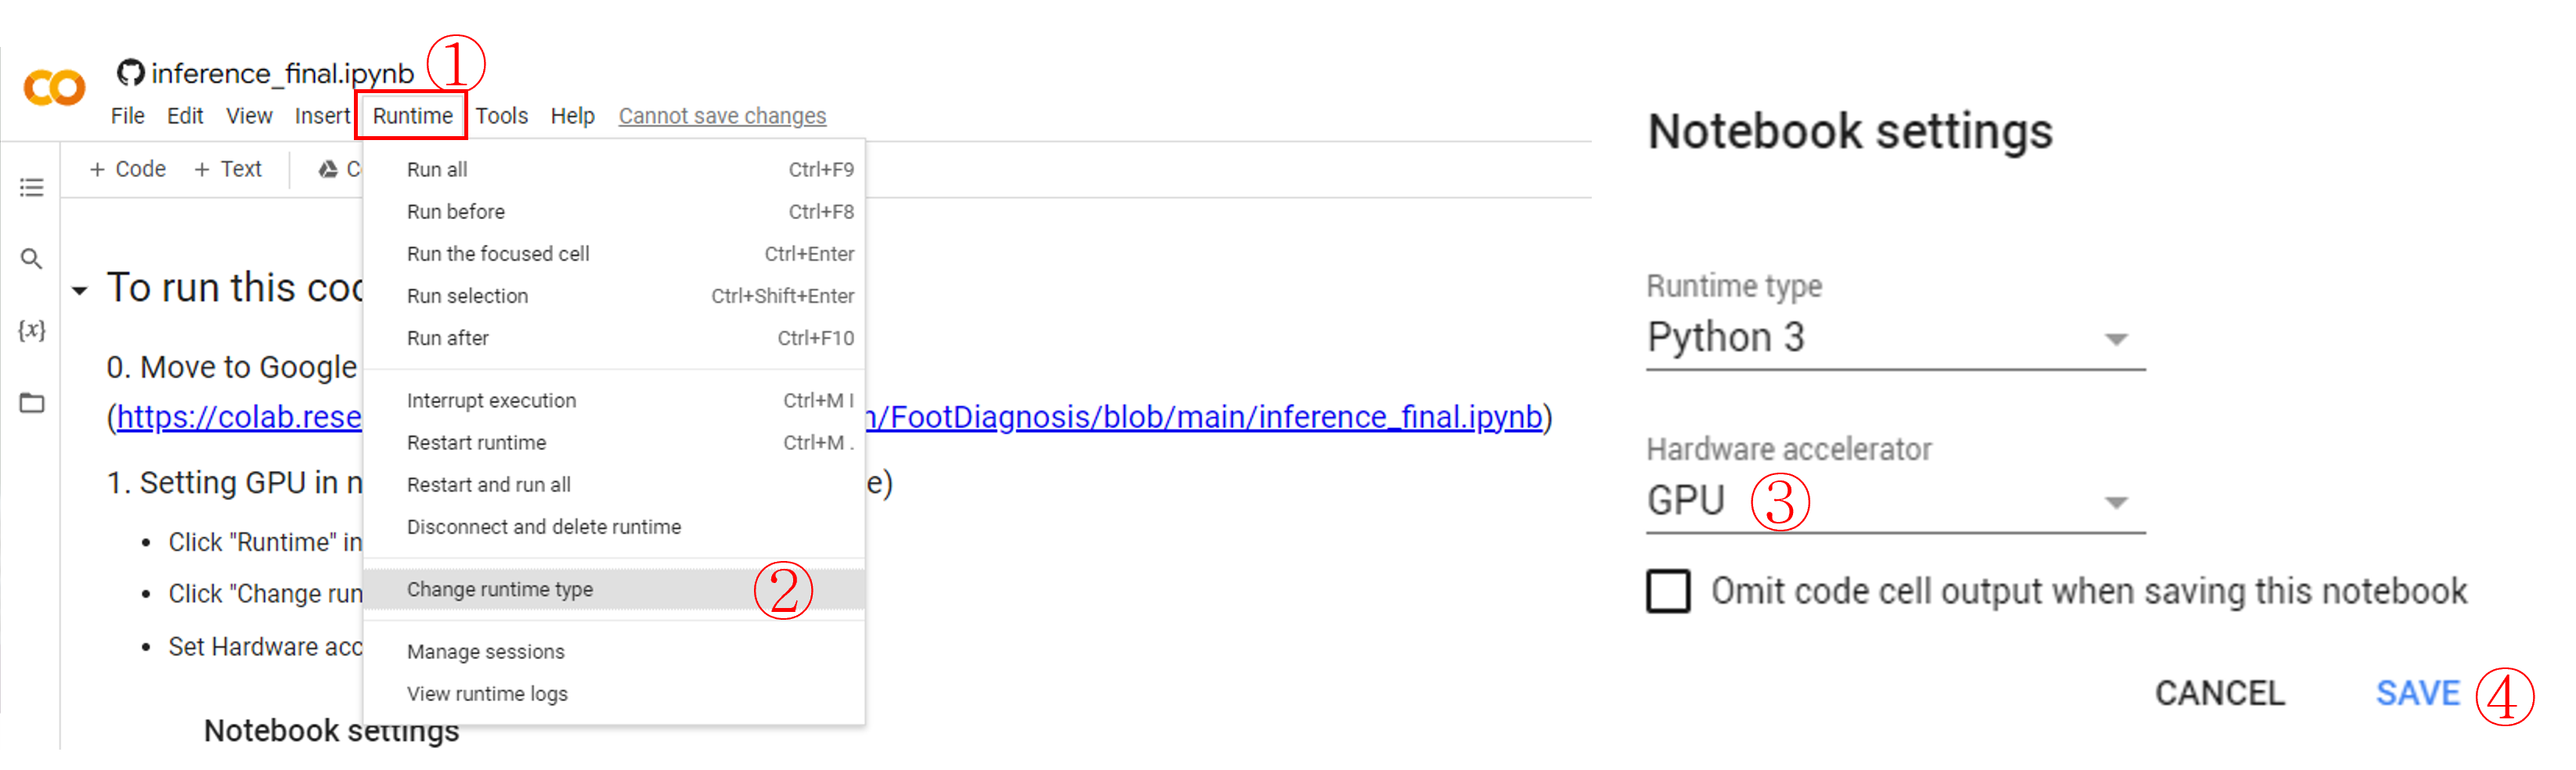 inference_final.ipynb ①
File Edit View Insert Runtime Tools Help Cannot save changes
+ Code + Text C
Run all Ctrl+F9
Run before Ctrl+F8
Run the focused cell Ctrl+Enter
Run selection Ctrl+Shift+Enter
Run after Ctrl+F10
Interrupt execution Ctrl+M I
Restart runtime Ctrl+M .
Restart and run all
Disconnect and delete runtime
Change runtime type ②
Manage sessions
View runtime logs
{x}
To run this coc
0. Move to Google
(https://colab.rese /FootDiagnosis/blob/main/inference_final.ipynb)
1. Setting GPU in n e)
• Click "Runtime" in
• Click "Change run
• Set Hardware acc
Notebook settings
Notebook settings
Runtime type
Python 3
Hardware accelerator
GPU ③
Omit code cell output when saving this notebook
CANCEL SAVE ④